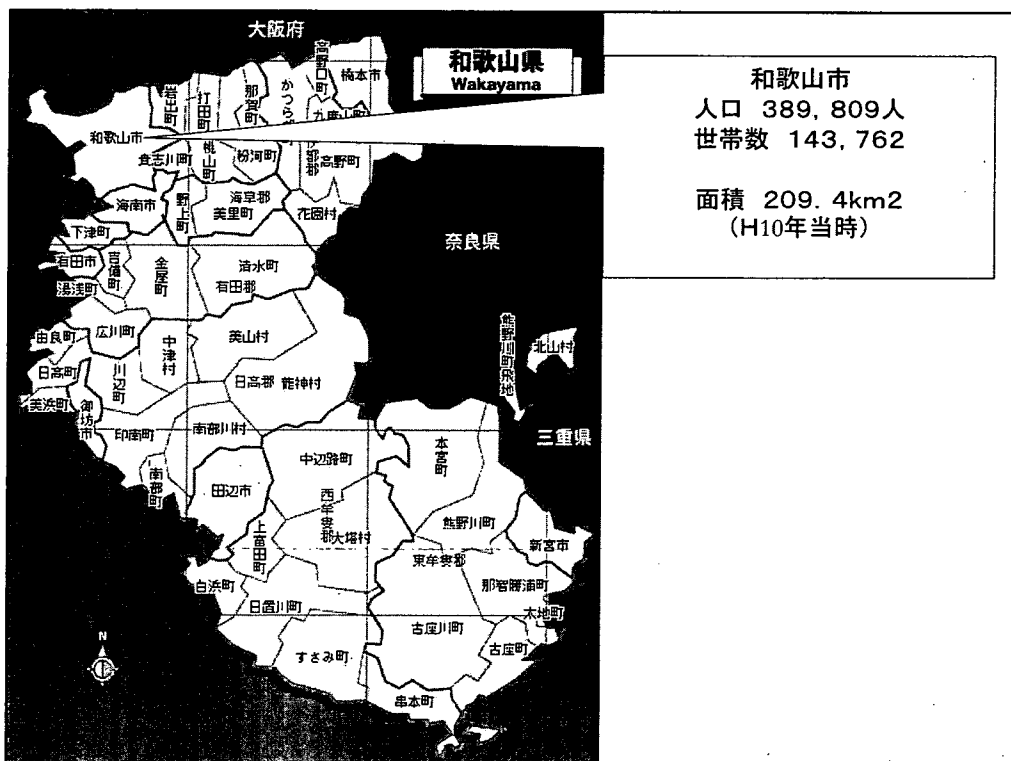 大阪府
和歌山県
Wakayama
和歌山市
人口 389,809人
世帯数 143,762
面積 209.4km2
(H10年当時)
岩出町
打田町
那賀町
かつら
高野口町
橋本市
九度山町
和歌山市
貴志川町
桃山町
粉河町
高野町
海南市
野上町
海草郡
美里町
花園村
下津町
奈良県
有田市
吉備町
金屋町
清水町
有田郡
湯浅町
由良町
広川町
中津村
美山村
熊野川町飛地
北山村
日高町
川辺町
日高郡
龍神村
美浜町
御坊市
印南町
南部川村
三重県
中辺路町
本宮町
南部町
田辺市
西牟婁郡
大塔村
熊野川町
上富田町
新宮市
東牟婁郡
白浜町
那智勝浦町
日置川町
太地町
古座川町
N
すさみ町
古座町
串本町